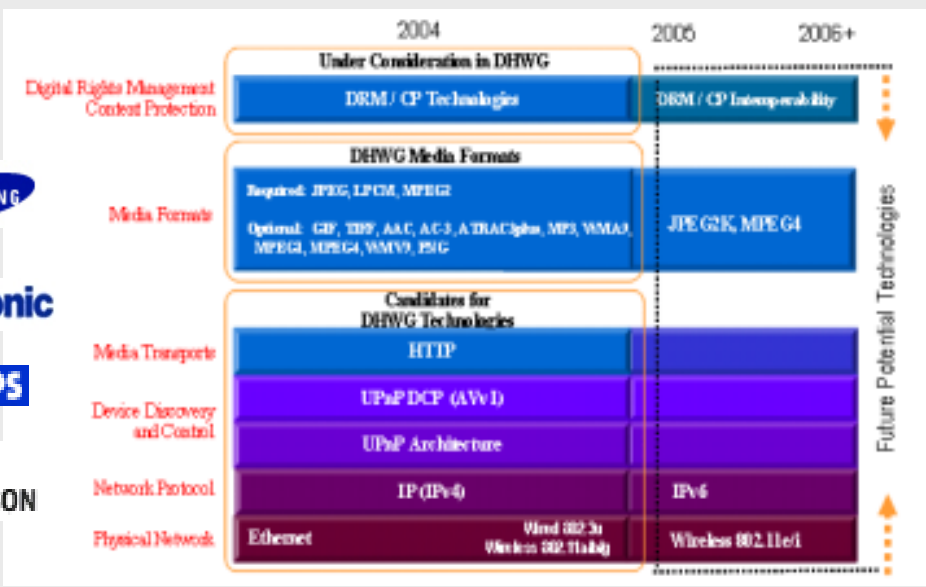 2004
2005
2006+
Under Consideration in DHWG
Digital Rights Management
Content Protection
DRM / CP Technologies
DRM / CP Interoperability
DHWG Media Formats
NG
Media Formats
Required: JPEG, LPCM, MPEG2
Optional: GIF, TIFF, AAC, AC-3, ATRAC3plus, MP3, WMA9,
MPEG1, MPEG4, WMV9, PNG
JPEG2K, MPEG4
onic
Candidates for
DHWG Technologies
Media Transports
HTTP
PS
Device Discovery
and Control
UPnP DCP (AVv1)
UPnP Architecture
SON
Network Protocol
IP (IPv4)
IPv6
Physical Network
Ethernet
Wired 802.3u
Wireless 802.11a/b/g
Wireless 802.11e/i
Future Potential Technologies